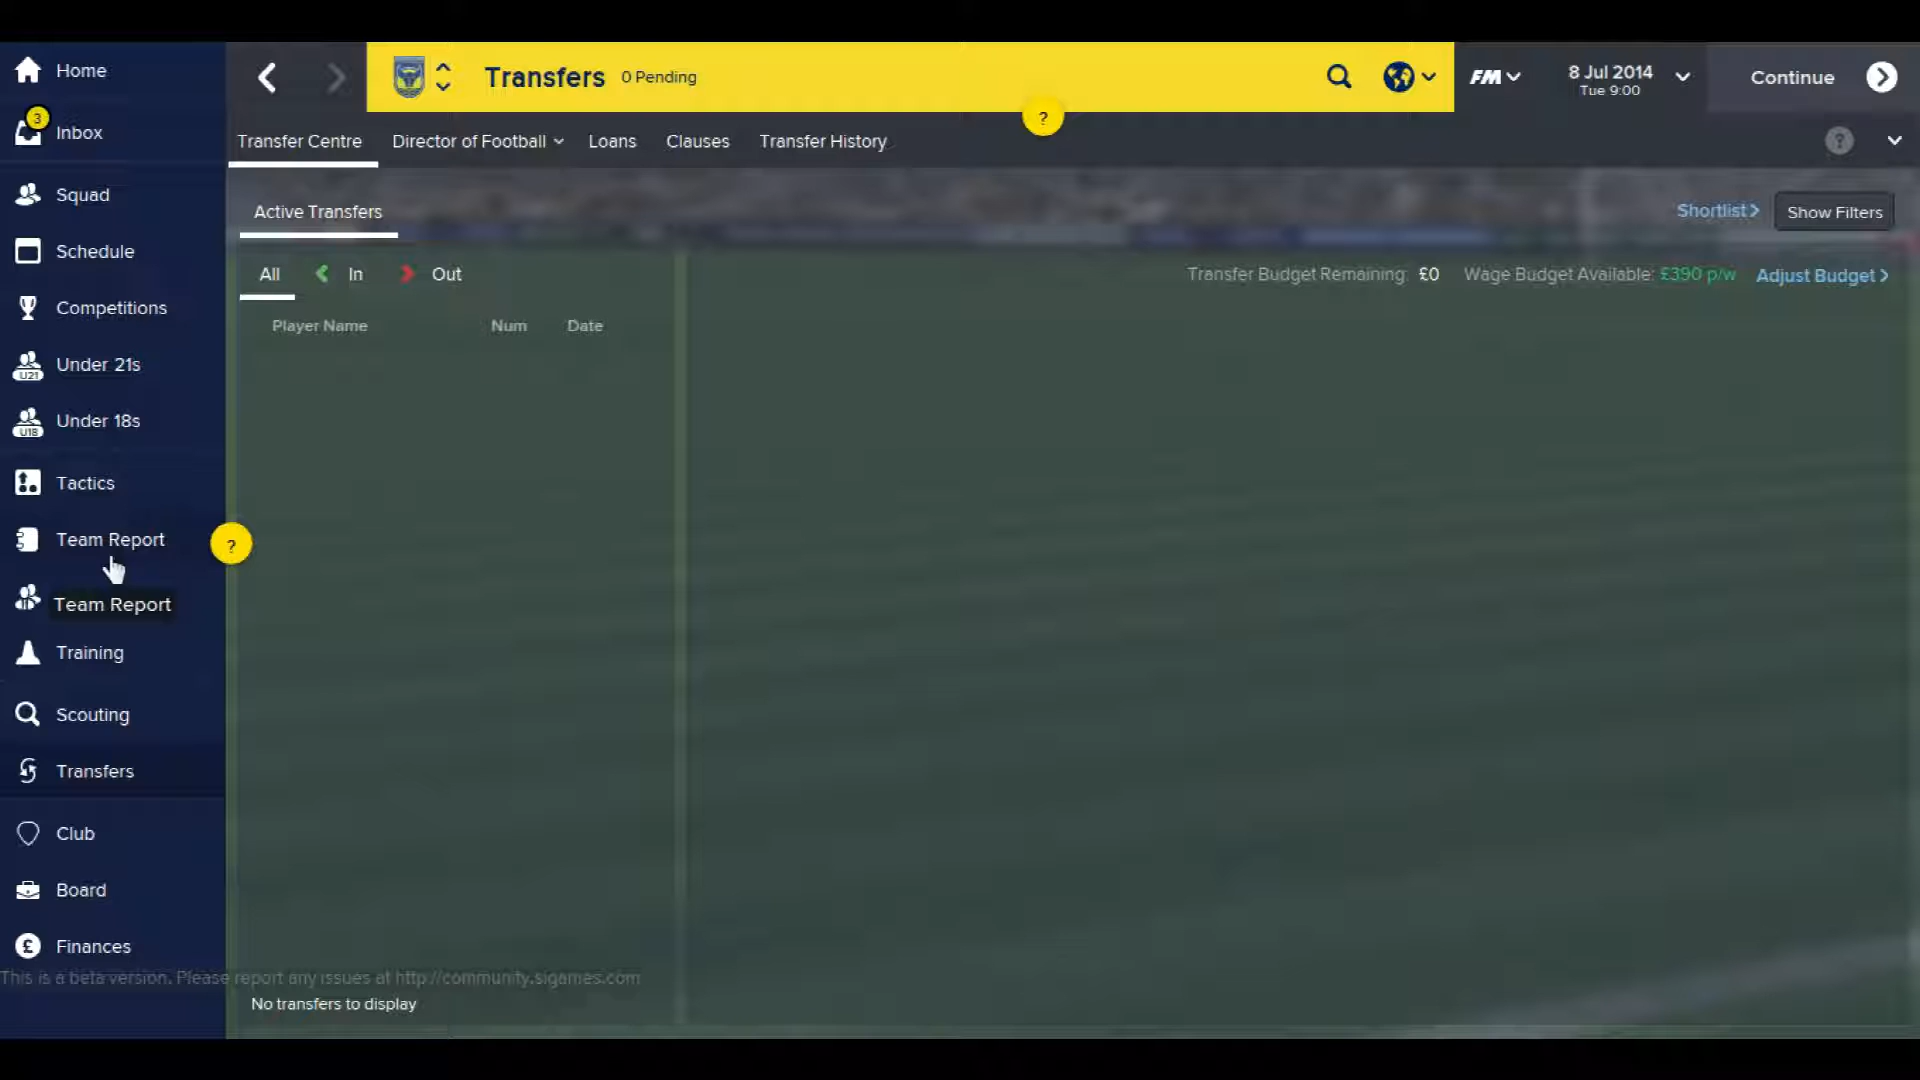 Home
3
Inbox
Squad
Schedule
Competitions
U21
Under 21s
U18
Under 18s
Tactics
Team Report
Team Report
Training
Scouting
Transfers
Club
Board
£
Finances
Transfers 0 Pending
FM
8 Jul 2014
Tue 9:00
Continue
?
Transfer Centre Director of Football Loans Clauses Transfer History
?
Active Transfers
Shortlist Show Filters
All In Out
Transfer Budget Remaining: £0 Wage Budget Available: £390 p/w Adjust Budget
Player Name Num Date
?
This is a beta version. Please report any issues at http://community.sigames.com
No transfers to display